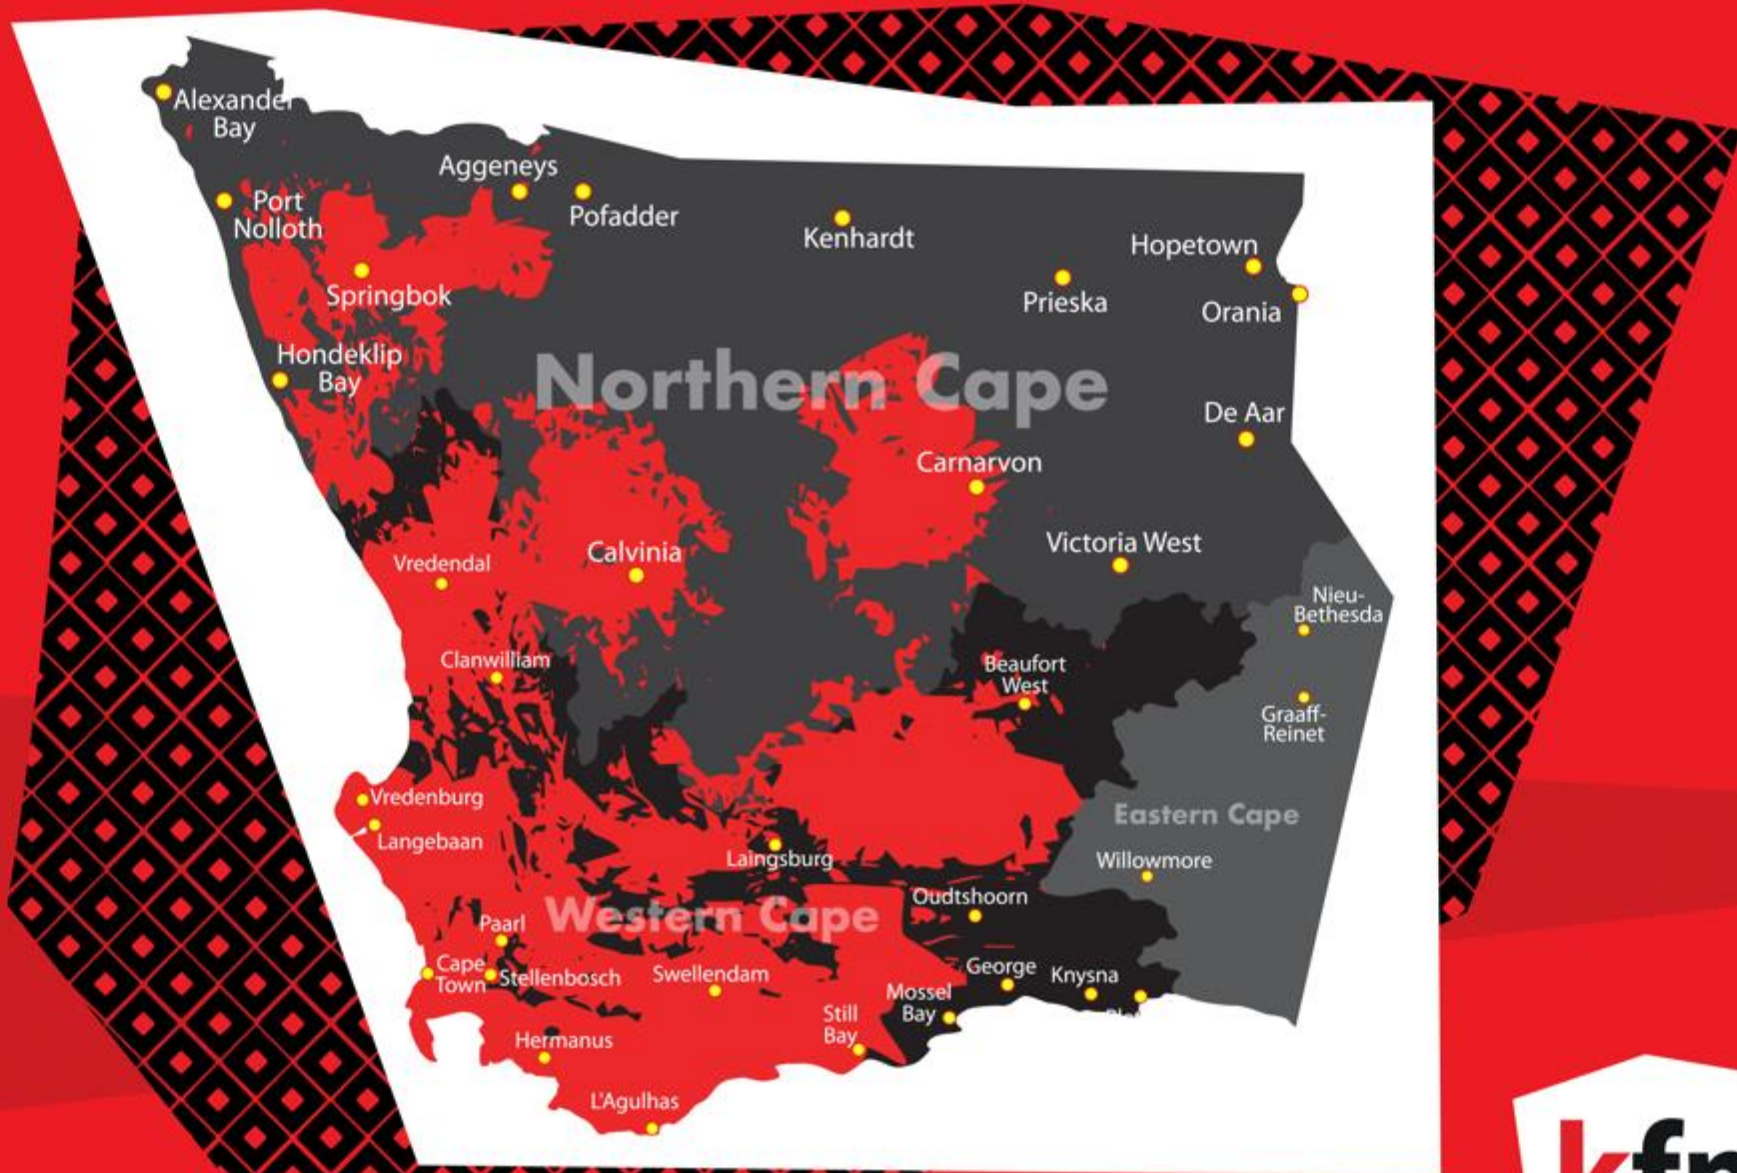 Alexander
Bay
Aggeneys
Port
Nolloth
Pofadder
Kenhardt
Hopetown
Springbok
Prieska
Orania
Hondeklip
Bay
Northern Cape
De Aar
Carnarvon
Victoria West
Vredendal
Calvinia
Nieu-
Bethesda
Clanwilliam
Beaufort
West
Graaff-
Reinet
Vredenburg
Eastern Cape
Langebaan
Laingsburg
Willowmore
Oudtshoorn
Western Cape
Paarl
Cape
Town
Stellenbosch
Swellendam
George
Knysna
Mossel
Bay
Still
Bay
Hermanus
L'Agulhas